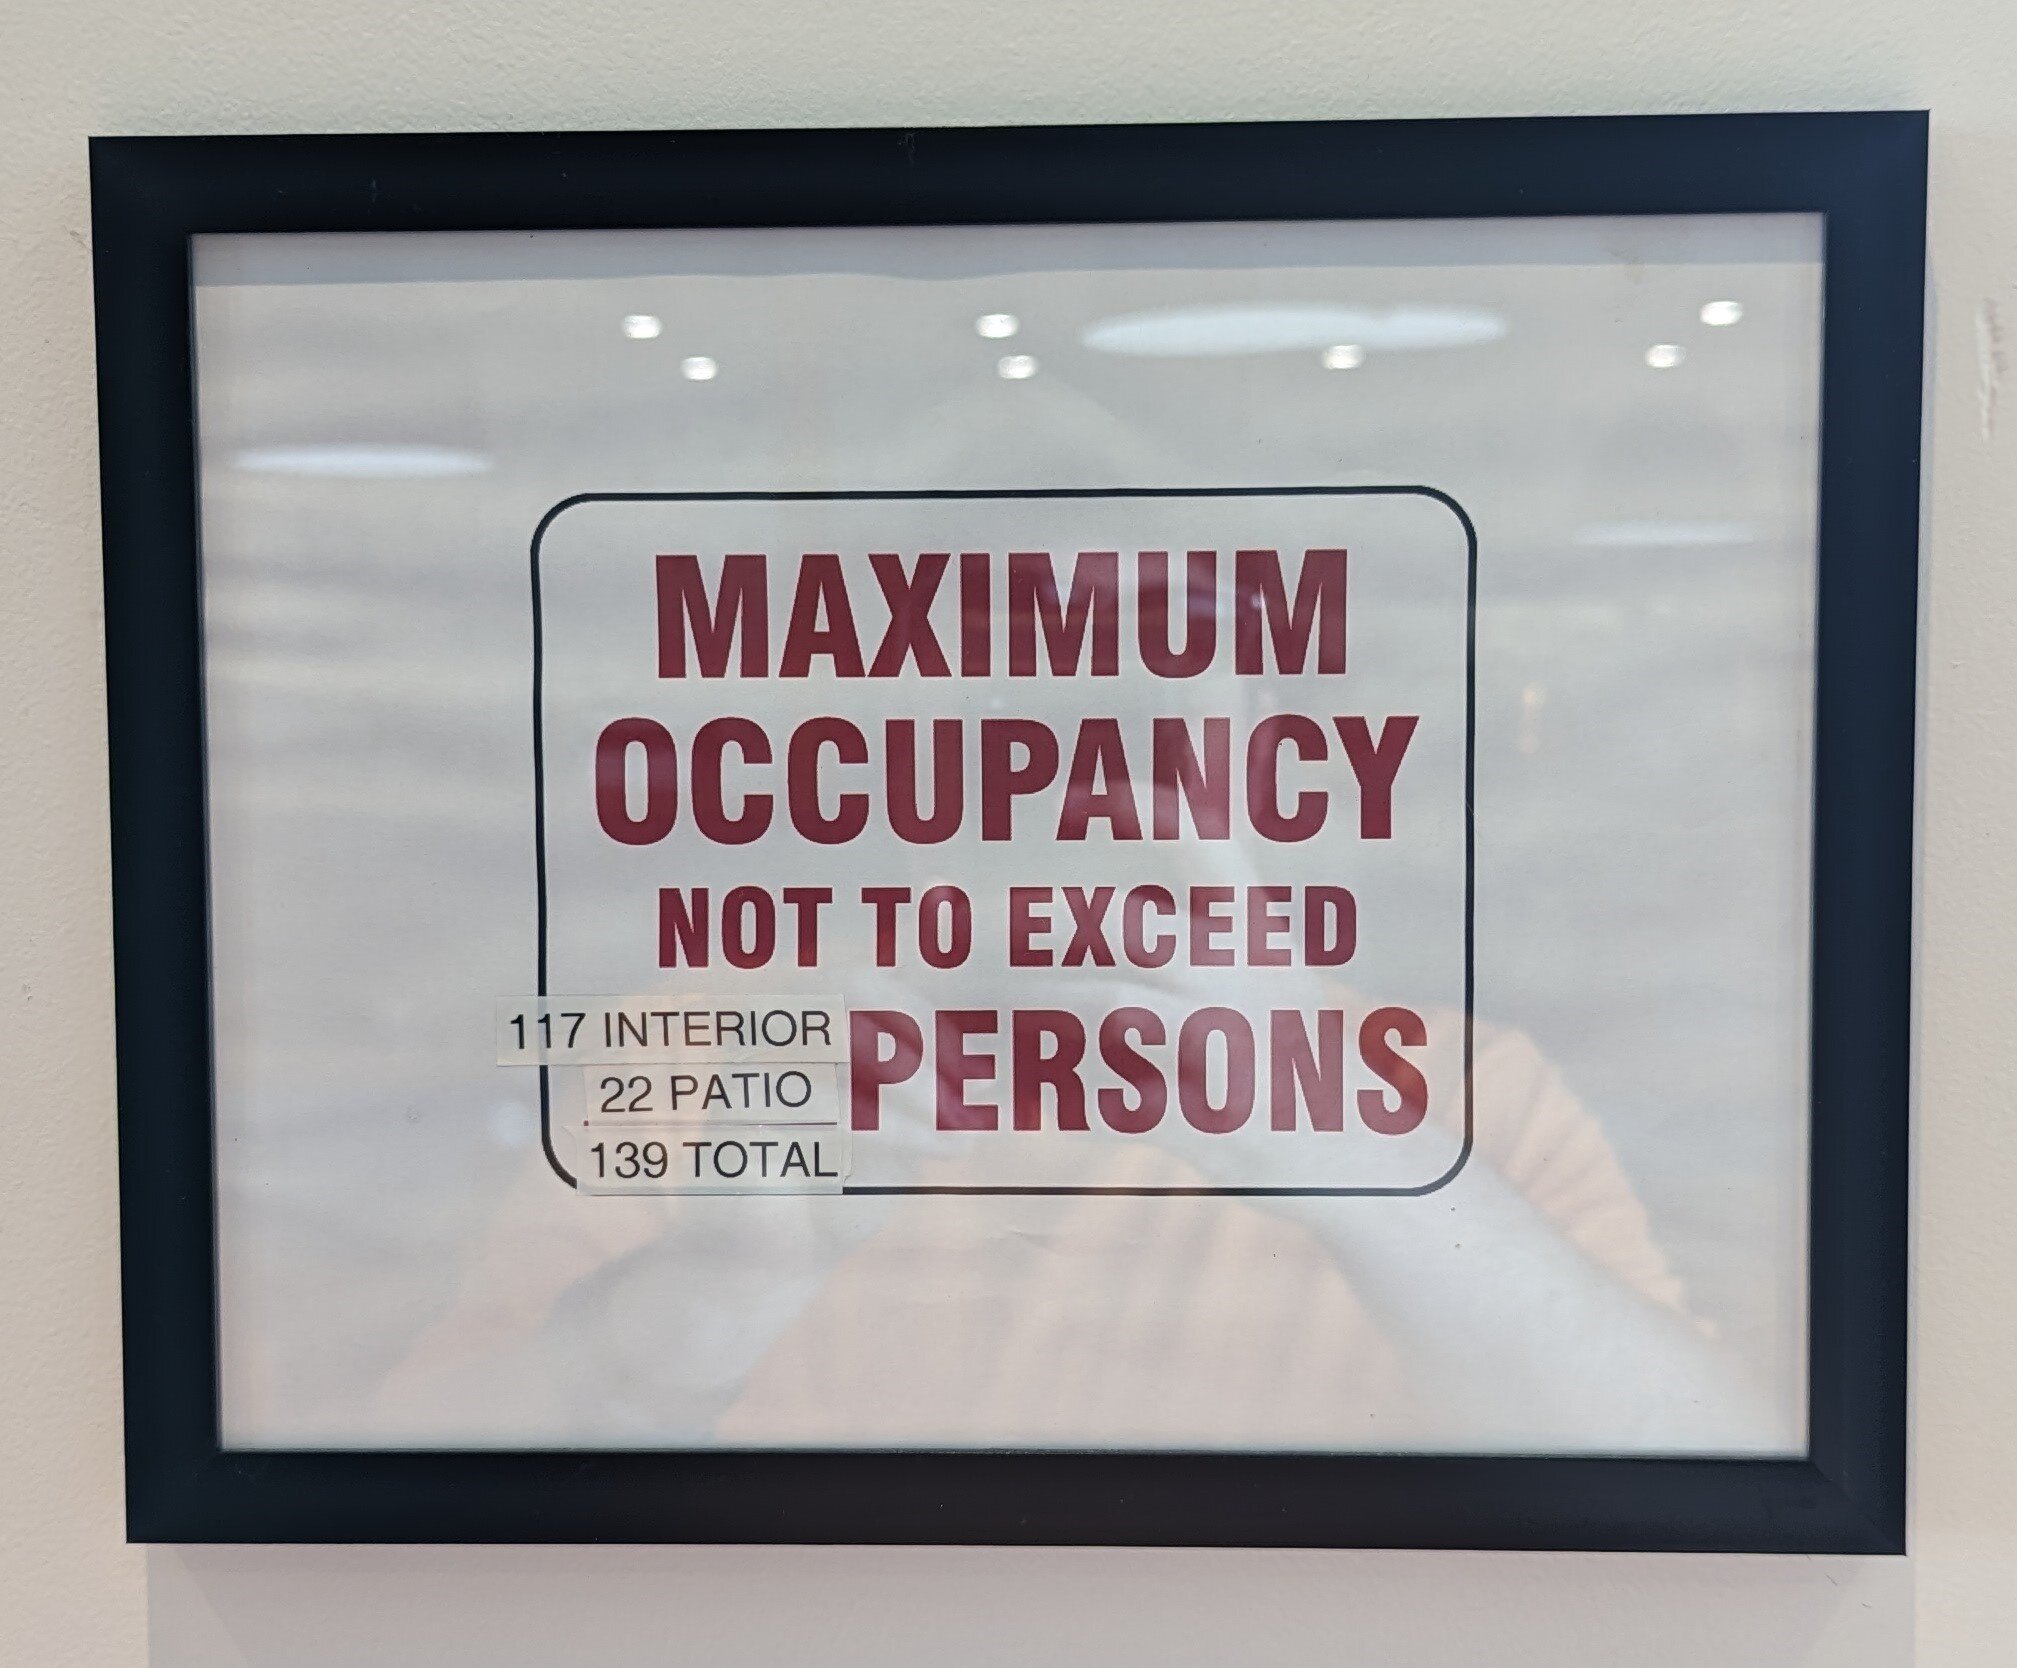 MAXIMUM
OCCUPANCY
NOT TO EXCEED
117 INTERIOR
22 PATIO
139 TOTAL
PERSONS